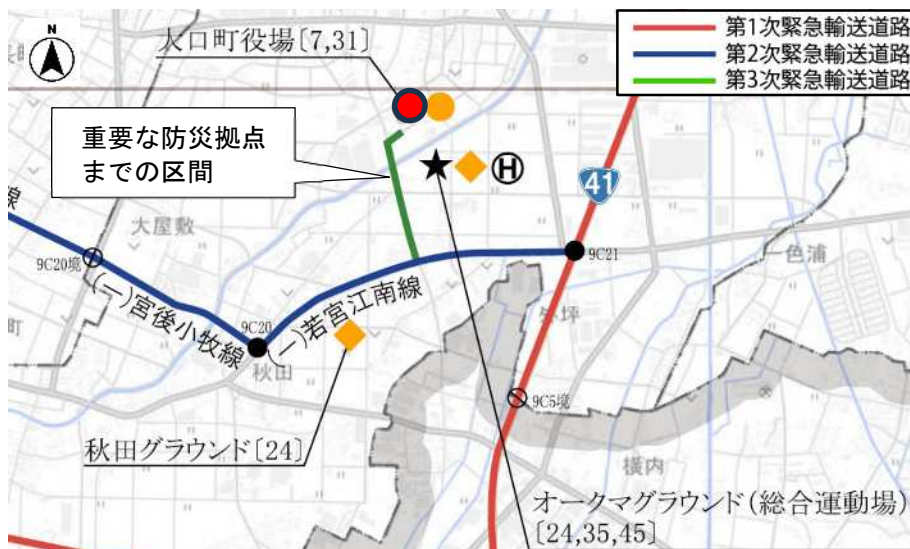 N
大口町役場〔7,31〕
第1次緊急輸送道路
第2次緊急輸送道路
第3次緊急輸送道路
重要な防災拠点
までの区間
H
41
大屋敷
9C20境
9C21
一色浦
(一)宮後小牧線
(一)若宮江南線
外坪
線
町
9C20
秋田
9C5境
秋田グラウンド〔24〕
横内
オークマグラウンド(総合運動場)
〔24,35,45〕